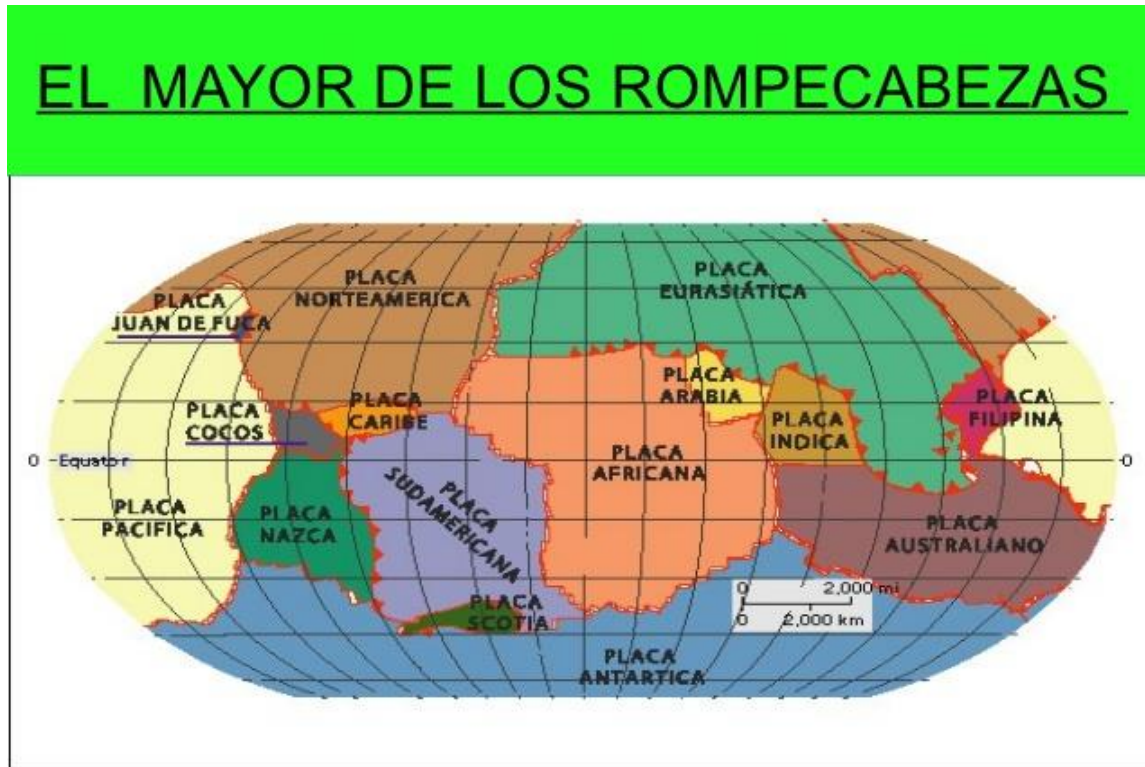 EL MAYOR DE LOS ROMPECABEZAS
PLACA
NORTEAMERICA
PLACA
EURASIÁTICA
PLACA
JUAN DE FUCA
PLACA
ARABIA
PLACA
CARIBE
PLACA
COCOS
PLACA
INDICA
PLACA
FILIPINA
PLACA
AFRICANA
0 Equator
0
PLACA
PACIFICA
PLACA
NAZCA
PLACA
SUDAMERICANA
PLACA
AUSTRALIANO
PLACA
SCOTIA
0 2,000 mi
0 2,000 km
PLACA
ANTARTICA